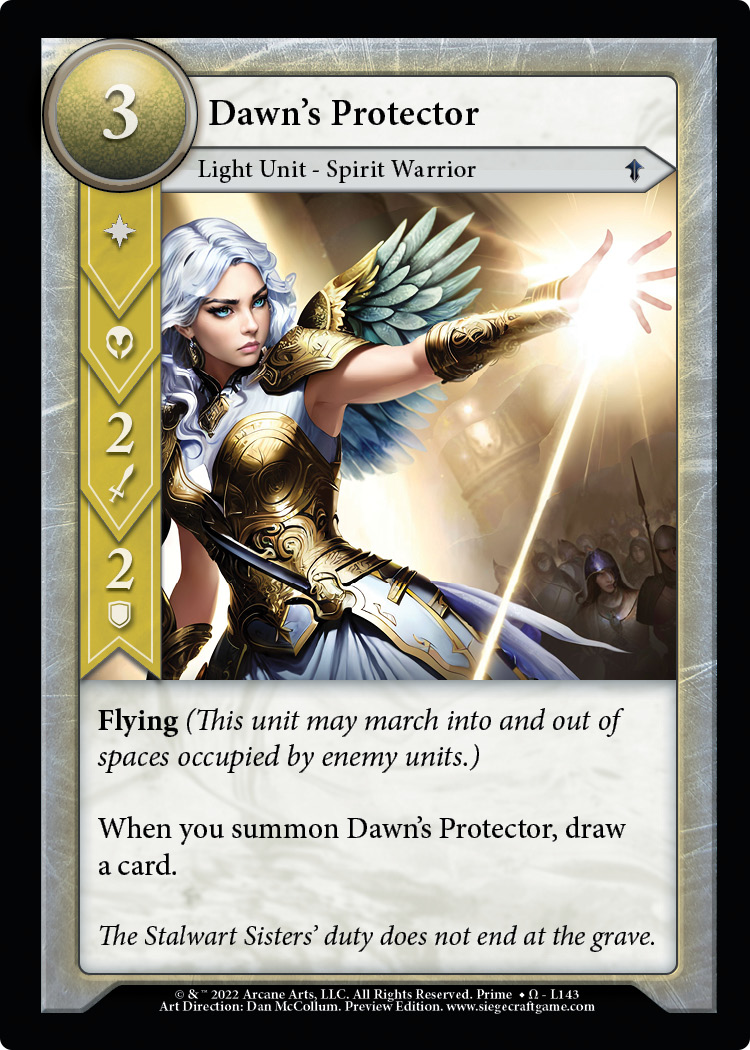 3
Dawn's Protector
Light Unit - Spirit Warrior
2
2
Flying (This unit may march into and out of
spaces occupied by enemy units.)
When you summon Dawn's Protector, draw
a card.
The Stalwart Sisters' duty does not end at the grave.
© & ™ 2022 Arcane Arts, LLC. All Rights Reserved. Prime ⬥ Ω - L143
Art Direction: Dan McCollum. Preview Edition. www.siegecraftgame.com